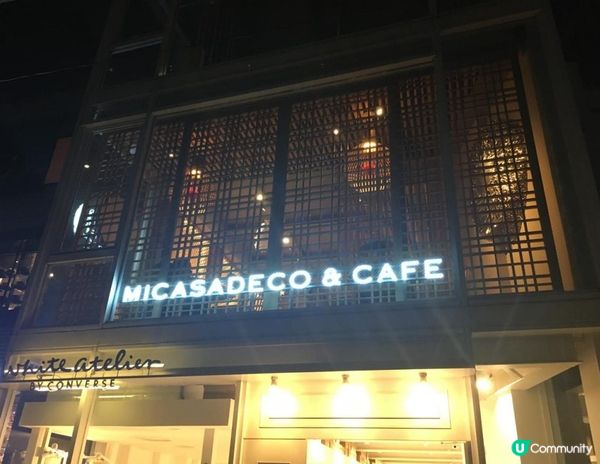 MICASADECO & CAFE
white atelier
BY CONVERSE
U Community